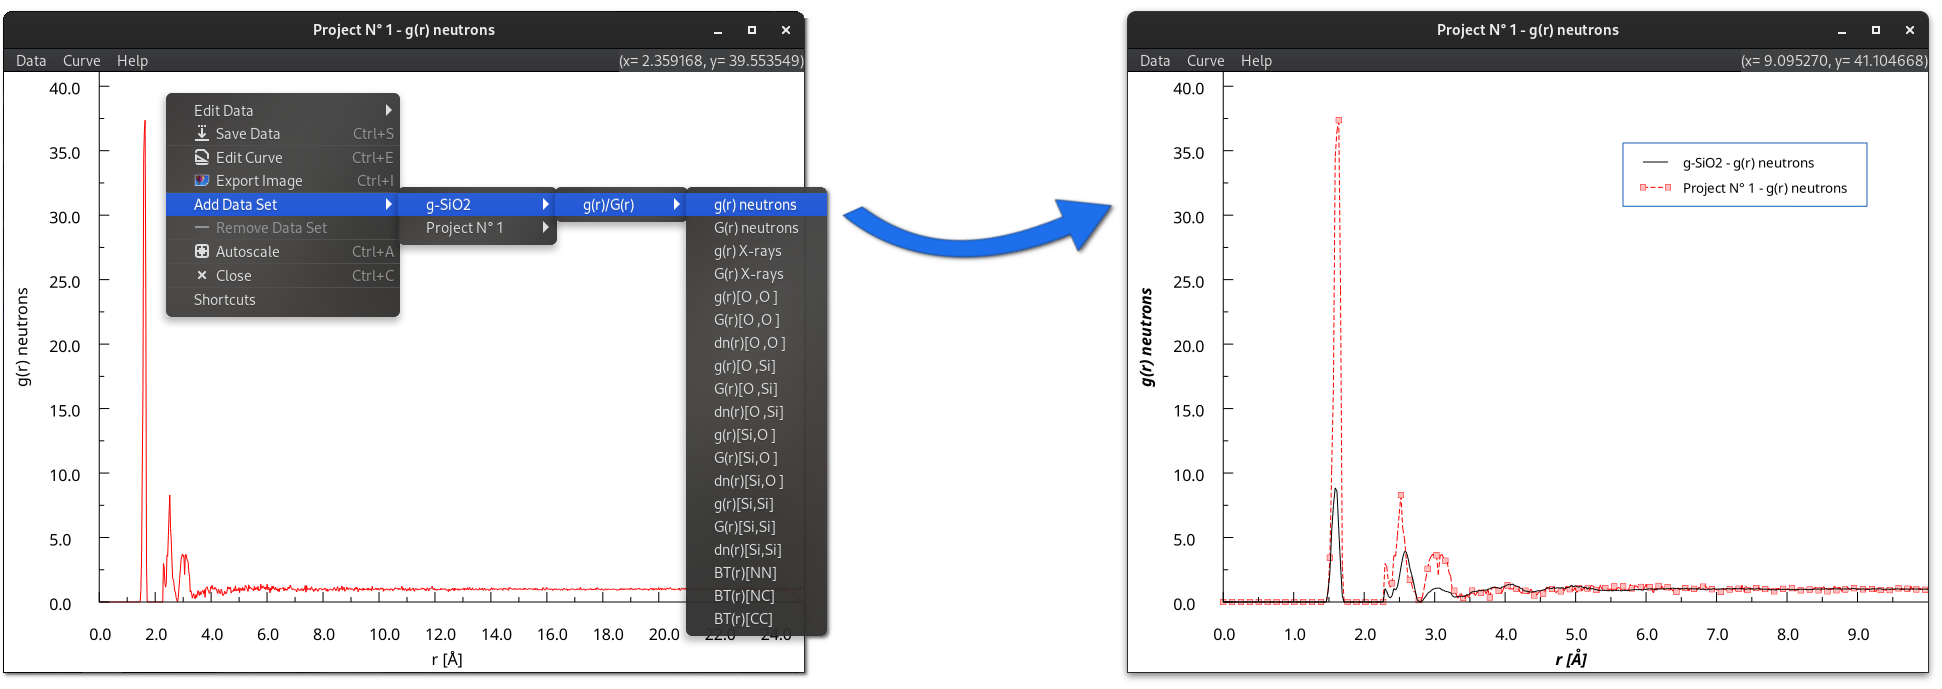 Project N° 1 - g(r) neutrons
Data Curve Help (x= 2.359168, y= 39.553549)
40.0
35.0
30.0
25.0
20.0
15.0
10.0
5.0
0.0
g(r) neutrons
0.0 2.0 4.0 6.0 8.0 10.0 12.0 14.0 16.0 18.0 20.0 22.0 24.0
r [Å]
Edit Data
Save Data Ctrl+S
Edit Curve Ctrl+E
Export Image Ctrl+I
Add Data Set
Remove Data Set
Autoscale Ctrl+A
Close Ctrl+C
Shortcuts
g-SiO2
Project N° 1
g(r)/G(r)
g(r) neutrons
G(r) neutrons
g(r) X-rays
G(r) X-rays
g(r)[O ,O ]
G(r)[O ,O ]
dn(r)[O ,O ]
g(r)[O ,Si]
G(r)[O ,Si]
dn(r)[O ,Si]
g(r)[Si,O ]
G(r)[Si,O ]
dn(r)[Si,O ]
g(r)[Si,Si]
G(r)[Si,Si]
dn(r)[Si,Si]
BT(r)[NN]
BT(r)[NC]
BT(r)[CC]
Project N° 1 - g(r) neutrons
Data Curve Help (x= 9.095270, y= 41.104668)
40.0
35.0
30.0
25.0
20.0
15.0
10.0
5.0
0.0
g(r) neutrons
g-SiO2 - g(r) neutrons
Project N° 1 - g(r) neutrons
0.0 1.0 2.0 3.0 4.0 5.0 6.0 7.0 8.0 9.0
r [Å]